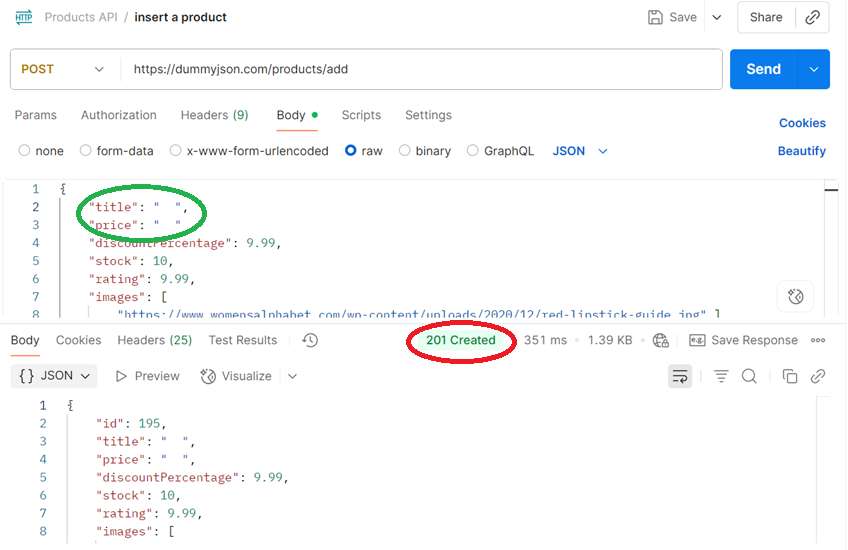 HTTP Products API / insert a product Save Share
POST https://dummyjson.com/products/add Send
Params Authorization Headers (9) Body Scripts Settings Cookies
none form-data x-www-form-urlencoded raw binary GraphQL JSON Beautify
1 {
2 "title": "  ",
3 "price": "  "
4 "discountPercentage": 9.99,
5 "stock": 10,
6 "rating": 9.99,
7 "images": [
8 "https://www.womensalphabet.com/wp-content/uploads/2020/12/red-lipstick-guide.jpg" ]
Body Cookies Headers (25) Test Results 201 Created 351 ms 1.39 KB e.g. Save Response
{} JSON Preview Visualize
1 {
2 "id": 195,
3 "title": "  ",
4 "price": "  ",
5 "discountPercentage": 9.99,
6 "stock": 10,
7 "rating": 9.99,
8 "images": [